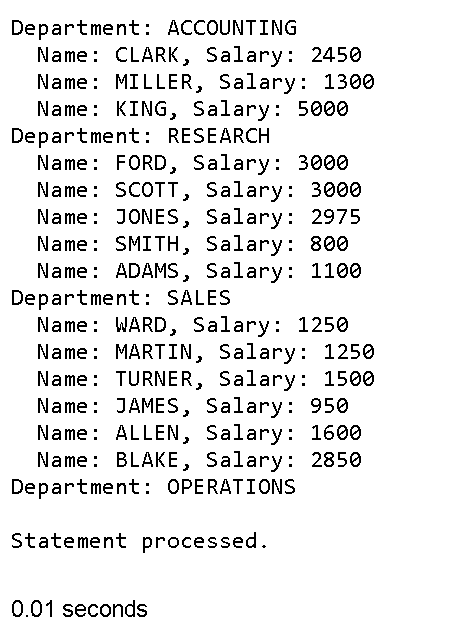 Department: ACCOUNTING
Name: CLARK, Salary: 2450
Name: MILLER, Salary: 1300
Name: KING, Salary: 5000
Department: RESEARCH
Name: FORD, Salary: 3000
Name: SCOTT, Salary: 3000
Name: JONES, Salary: 2975
Name: SMITH, Salary: 800
Name: ADAMS, Salary: 1100
Department: SALES
Name: WARD, Salary: 1250
Name: MARTIN, Salary: 1250
Name: TURNER, Salary: 1500
Name: JAMES, Salary: 950
Name: ALLEN, Salary: 1600
Name: BLAKE, Salary: 2850
Department: OPERATIONS
Statement processed.
0.01 seconds